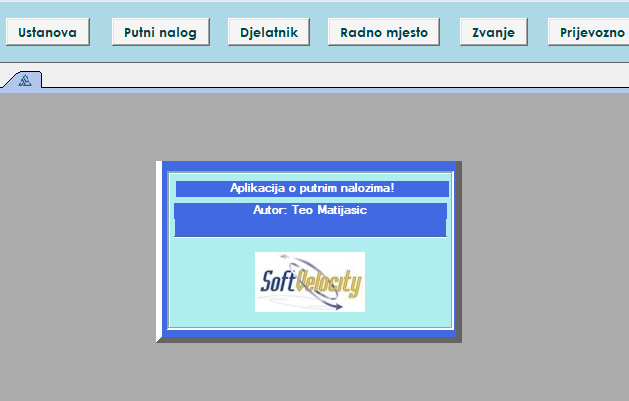 Ustanova Putni nalog Djelatnik Radno mjesto Zvanje Prijevozno
Aplikacija o putnim nalozima!
Autor: Teo Matijasic
SoftVelocity